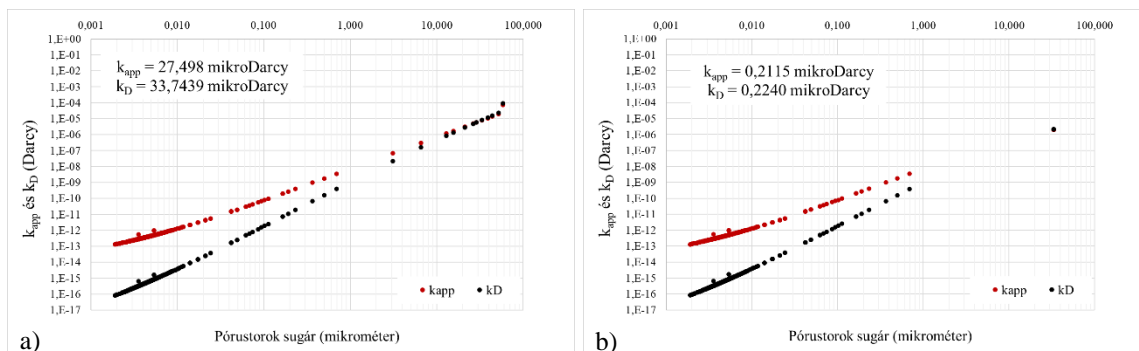 0,001 0,010 0,100 1,000 10,000 100,000
1,E+00
1,E-01
1,E-02
1,E-03
1,E-04
1,E-05
1,E-06
1,E-07
1,E-08
1,E-09
1,E-10
1,E-11
1,E-12
1,E-13
1,E-14
1,E-15
1,E-16
1,E-17
kapp és kD (Darcy)
kapp = 27,498 mikroDarcy
kD = 33,7439 mikroDarcy
kapp kD
Pórustorok sugár (mikrométer)
a)
0,001 0,010 0,100 1,000 10,000 100,000
1,E+00
1,E-01
1,E-02
1,E-03
1,E-04
1,E-05
1,E-06
1,E-07
1,E-08
1,E-09
1,E-10
1,E-11
1,E-12
1,E-13
1,E-14
1,E-15
1,E-16
1,E-17
kapp és kD (Darcy)
kapp = 0,2115 mikroDarcy
kD = 0,2240 mikroDarcy
kapp kD
Pórustorok sugár (mikrométer)
b)